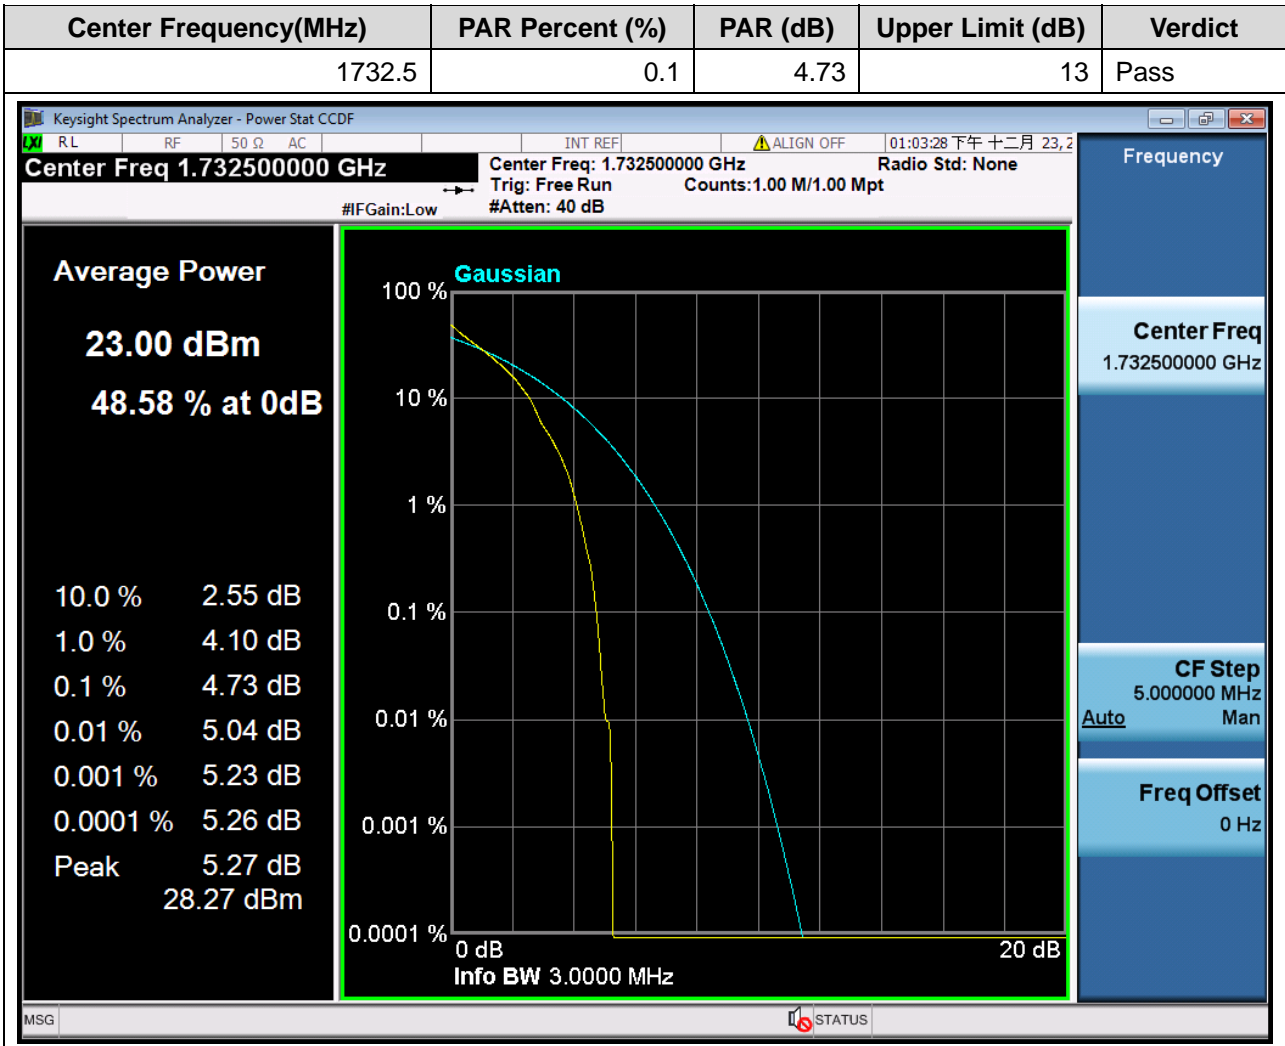 Center Frequency(MHz) PAR Percent (%) PAR (dB) Upper Limit (dB) Verdict
1732.5 0.1 4.73 13 Pass
Keysight Spectrum Analyzer - Power Stat CCDF
LXI RL RF 50 Ω AC INT REF ALIGN OFF 01:03:28 下午 十二月 23, 2
Center Freq 1.732500000 GHz
Center Freq: 1.732500000 GHz Radio Std: None
Trig: Free Run Counts:1.00 M/1.00 Mpt
#IFGain:Low #Atten: 40 dB
Average Power
23.00 dBm
48.58 % at 0dB
10.0 % 2.55 dB
1.0 % 4.10 dB
0.1 % 4.73 dB
0.01 % 5.04 dB
0.001 % 5.23 dB
0.0001 % 5.26 dB
Peak 5.27 dB
28.27 dBm
Gaussian
100 %
10 %
1 %
0.1 %
0.01 %
0.001 %
0.0001 %
0 dB 20 dB
Info BW 3.0000 MHz
Frequency
Center Freq
1.732500000 GHz
CF Step
5.000000 MHz
Auto Man
Freq Offset
0 Hz
MSG STATUS